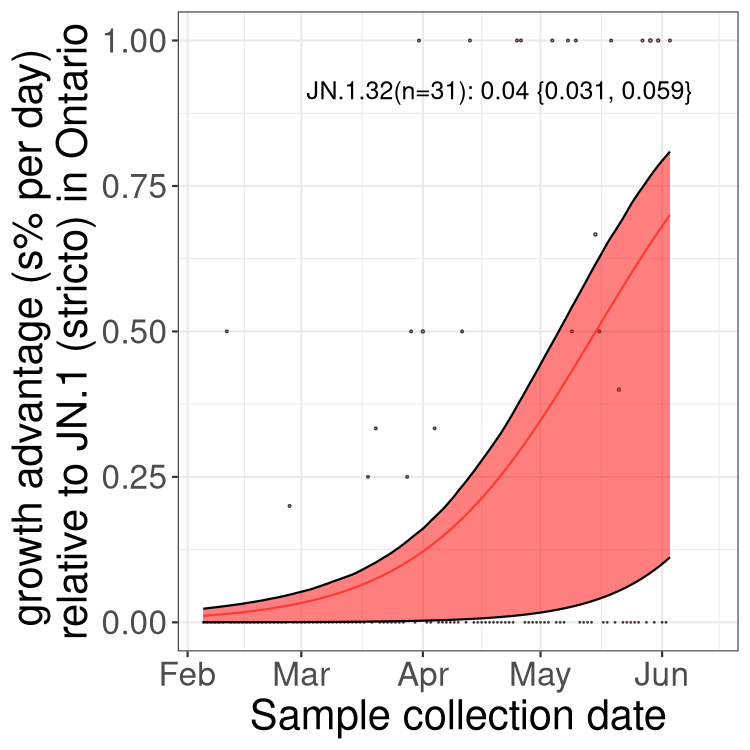 growth advantage (s% per day)
relative to JN.1 (stricto) in Ontario
1.00
0.75
0.50
0.25
0.00
JN.1.32(n=31): 0.04 {0.031, 0.059}
Feb Mar Apr May Jun
Sample collection date